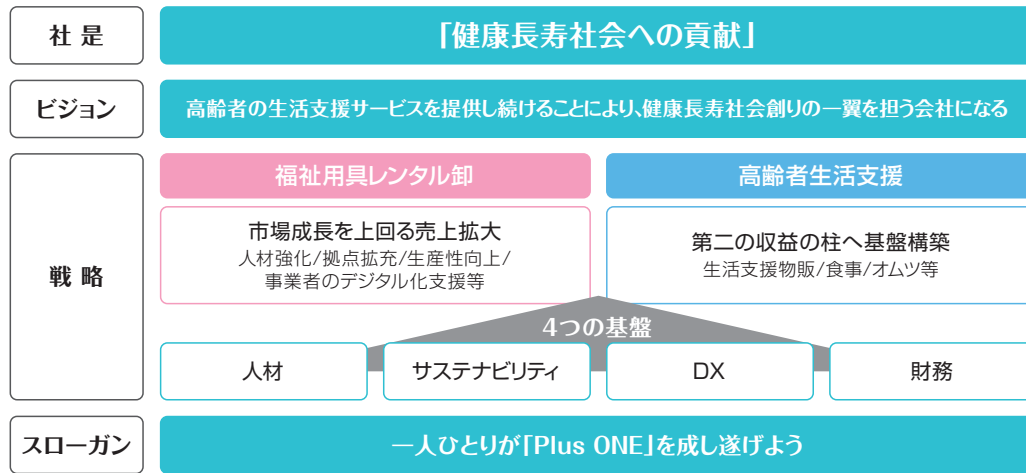 社 是
「健康長寿社会への貢献」
ビジョン
高齢者の生活支援サービスを提供し続けることにより、健康長寿社会創りの一翼を担う会社になる
戦 略
福祉用具レンタル卸
高齢者生活支援
市場成長を上回る売上拡大
人材強化/拠点拡充/生産性向上/
事業者のデジタル化支援等
第二の収益の柱へ基盤構築
生活支援物販/食事/オムツ等
4つの基盤
人材
サステナビリティ
DX
財務
スローガン
一人ひとりが「Plus ONE」を成し遂げよう